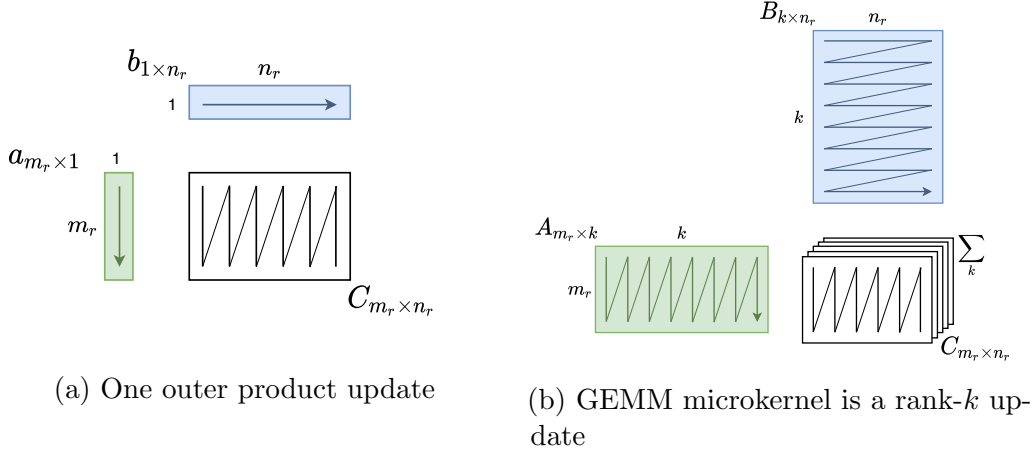 b_{1×n_r}
n_r
1
a_{m_r×1}
1
m_r
C_{m_r×n_r}
(a) One outer product update
B_{k×n_r}
n_r
k
A_{m_r×k}
k
m_r
∑_k
C_{m_r×n_r}
(b) GEMM microkernel is a rank-k up-
date